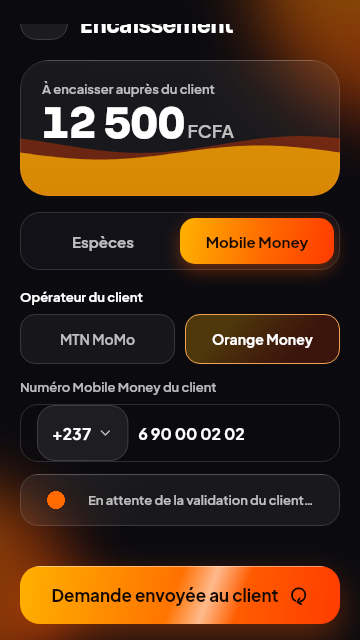 Encaissement
À encaisser auprès du client
12 500 FCFA
Espèces
Mobile Money
Opérateur du client
MTN MoMo
Orange Money
Numéro Mobile Money du client
+237
6 90 00 02 02
En attente de la validation du client…
Demande envoyée au client